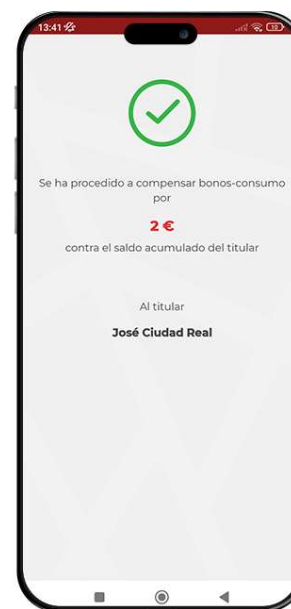 13:41
Se ha procedido a compensar bonos-consumo
por
2 €
contra el saldo acumulado del titular
Al titular
José Ciudad Real